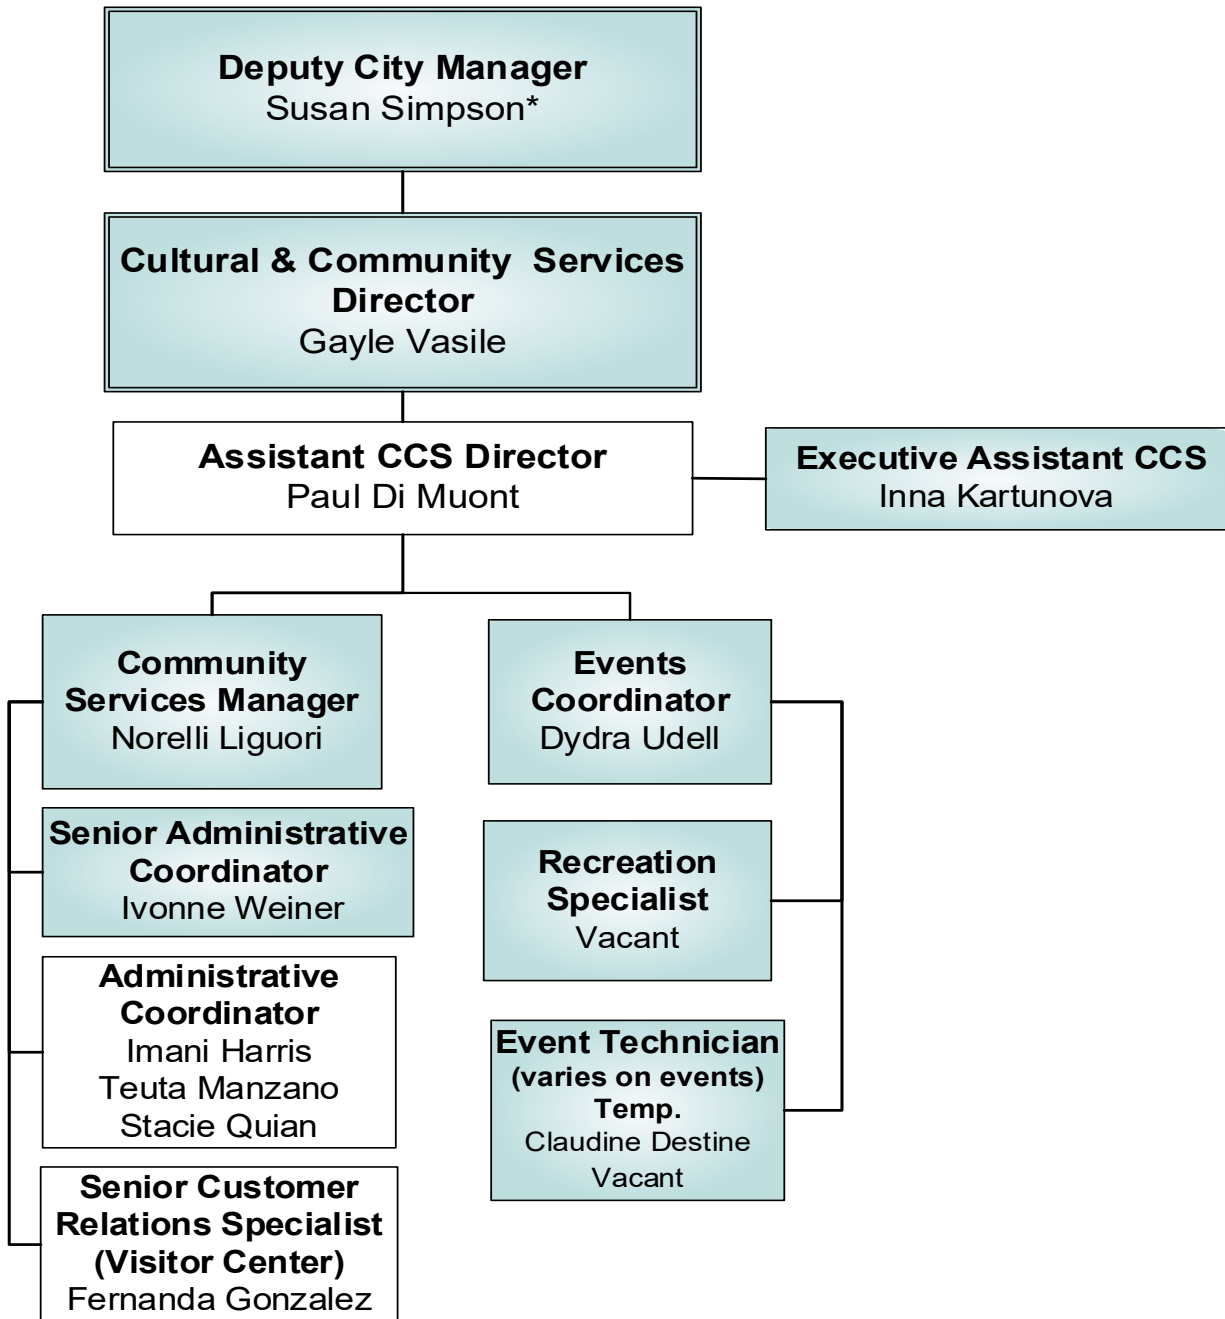 Deputy City Manager
Susan Simpson*
Cultural & Community Services
Director
Gayle Vasile
Assistant CCS Director
Paul Di Muont
Executive Assistant CCS
Inna Kartunova
Community
Services Manager
Norelli Liguori
Events
Coordinator
Dydra Udell
Senior Administrative
Coordinator
Ivonne Weiner
Recreation
Specialist
Vacant
Administrative
Coordinator
Imani Harris
Teuta Manzano
Stacie Quian
Event Technician
(varies on events)
Temp.
Claudine Destine
Vacant
Senior Customer
Relations Specialist
(Visitor Center)
Fernanda Gonzalez